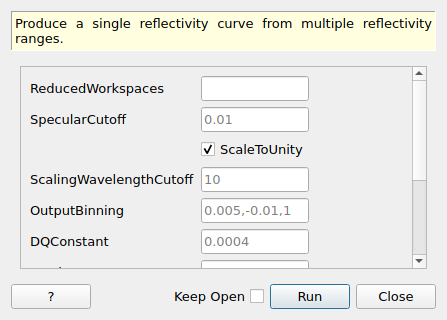 Produce a single reflectivity curve from multiple reflectivity
ranges.
ReducedWorkspaces
SpecularCutoff 0.01
ScaleToUnity
ScalingWavelengthCutoff 10
OutputBinning 0.005,-0.01,1
DQConstant 0.0004
? Keep Open Run Close